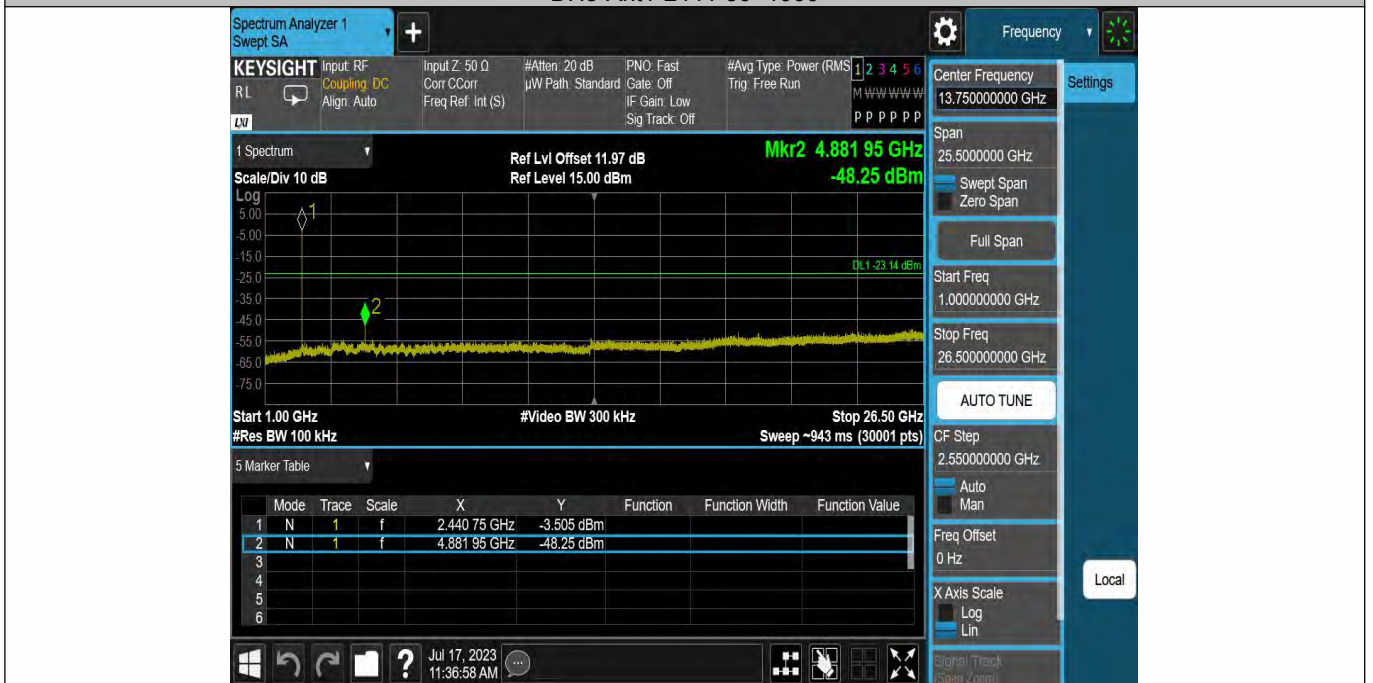 Spectrum Analyzer 1
Swept SA
+
Frequency
KEYSIGHT
RL
LXI
Input: RF
Coupling: DC
Align: Auto
Input Z: 50 Ω
Corr CCorr
Freq Ref: Int (S)
#Atten: 20 dB
µW Path: Standard
PNO: Fast
Gate: Off
IF Gain: Low
Sig Track: Off
#Avg Type: Power (RMS
Trig: Free Run
1 2 3 4 5 6
M W W W W W
P P P P P P
Center Frequency
13.750000000 GHz
Settings
1 Spectrum
Scale/Div 10 dB
Ref Lvl Offset 11.97 dB
Ref Level 15.00 dBm
Mkr2 4.881 95 GHz
-48.25 dBm
Span
25.5000000 GHz
Swept Span
Zero Span
Full Span
Start Freq
1.000000000 GHz
Stop Freq
26.500000000 GHz
AUTO TUNE
CF Step
2.550000000 GHz
Auto
Man
Freq Offset
0 Hz
X Axis Scale
Log
Lin
Signal Track
(Span Zoom)
Local
Log
5.00
-5.00
-15.0
-25.0
-35.0
-45.0
-55.0
-65.0
-75.0
1
2
DL1 -23.14 dBm
Start 1.00 GHz
#Video BW 300 kHz
Stop 26.50 GHz
#Res BW 100 kHz
Sweep ~943 ms (30001 pts)
5 Marker Table
Mode Trace Scale X Y Function Function Width Function Value
1 N 1 f 2.440 75 GHz -3.505 dBm
2 N 1 f 4.881 95 GHz -48.25 dBm
3
4
5
6
?
Jul 17, 2023
11:36:58 AM